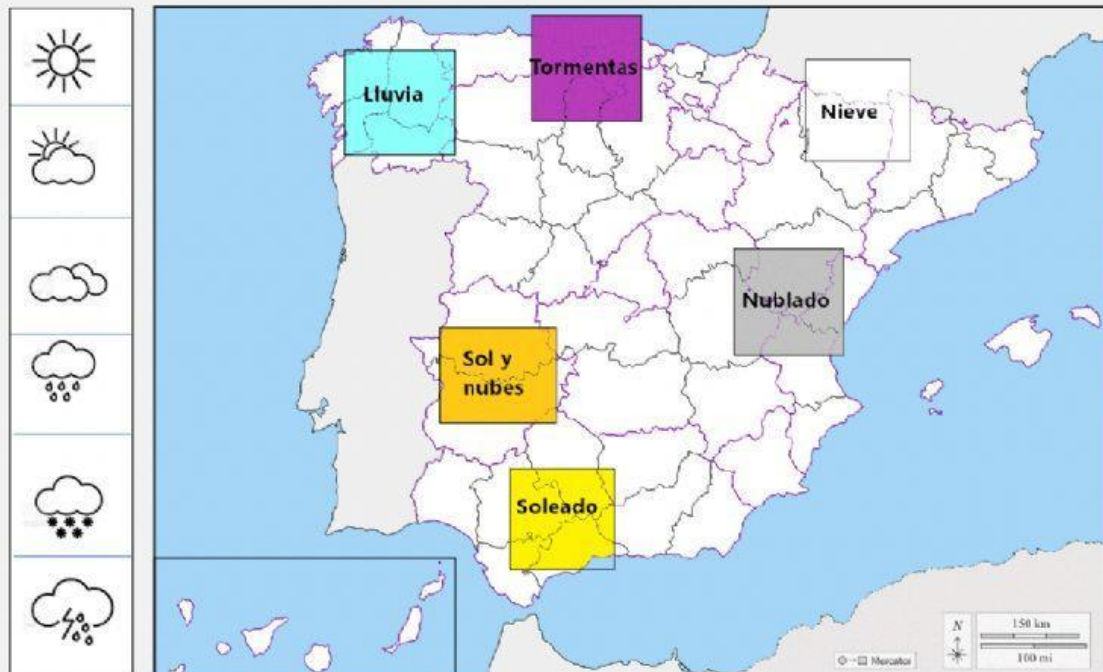 Tormentas
Lluvia
Nieve
Nublado
Sol y
nubes
Soleado
N
150 km
100 mi
Mercator